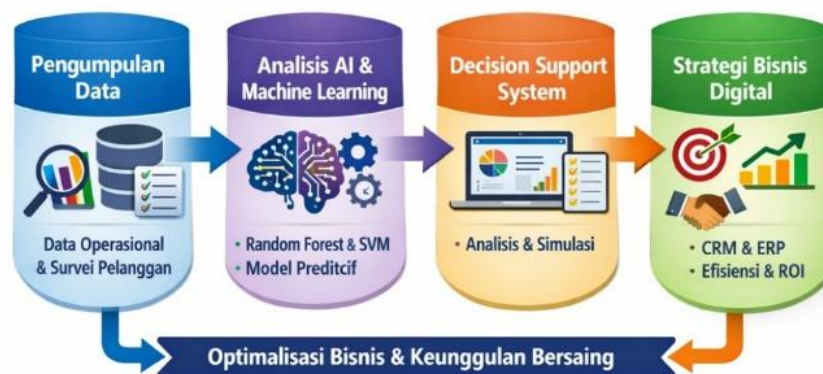 Pengumpulan
Data
Data Operasional
& Survei Pelanggan
Analisis AI &
Machine Learning
• Random Forest & SVM
• Model Preditcif
Decision Support
System
• Analisis & Simulasi
Strategi Bisnis
Digital
• CRM & ERP
• Efisiensi & ROI
Optimalisasi Bisnis & Keunggulan Bersaing